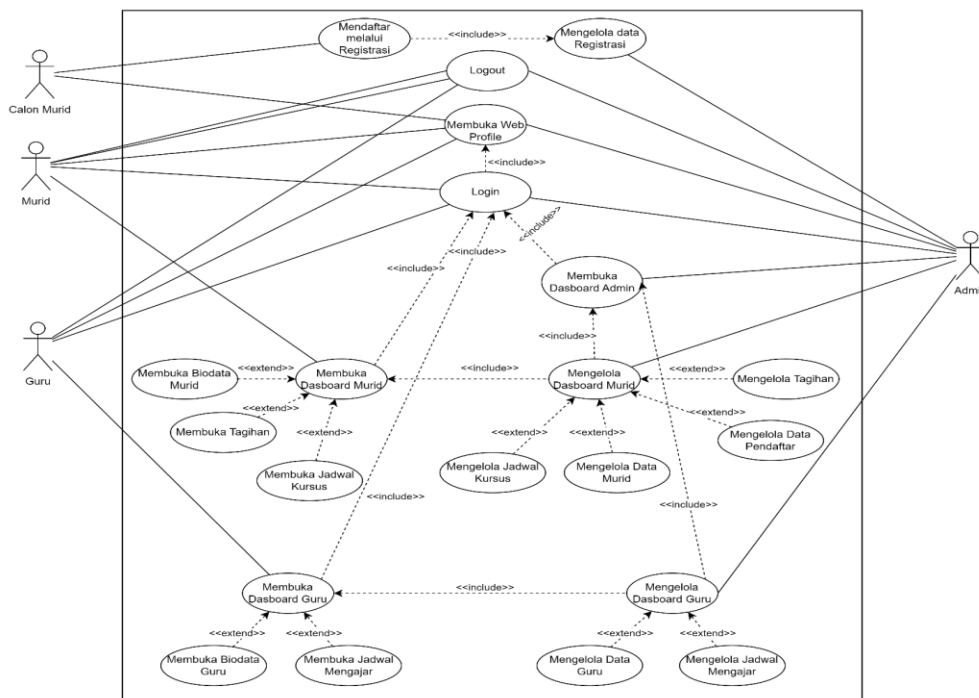 Mendaftar
melalui
Registrasi
<<include>>
Mengelola data
Registrasi
Calon Murid
Logout
Membuka Web
Profile
<<include>>
Murid
Login
<<include>>
<<include>>
<<include>>
Membuka
Dasboard Admin
Admi
<<include>>
Guru
Membuka Biodata
Murid
<<extend>>
Membuka
Dasboard Murid
<<include>>
<<include>>
Mengelola
Dasboard Murid
<<extend>>
Mengelola Tagihan
Membuka Tagihan
<<extend>>
<<extend>>
Mengelola Data
Pendaftar
<<extend>>
Membuka Jadwal
Kursus
<<extend>>
<<extend>>
Mengelola Jadwal
Kursus
Mengelola Data
Murid
<<include>>
<<include>>
Membuka
Dasboard Guru
<<include>>
Mengelola
Dasboard Guru
<<extend>>
<<extend>>
<<extend>>
<<extend>>
Membuka Biodata
Guru
Membuka Jadwal
Mengajar
Mengelola Data
Guru
Mengelola Jadwal
Mengajar